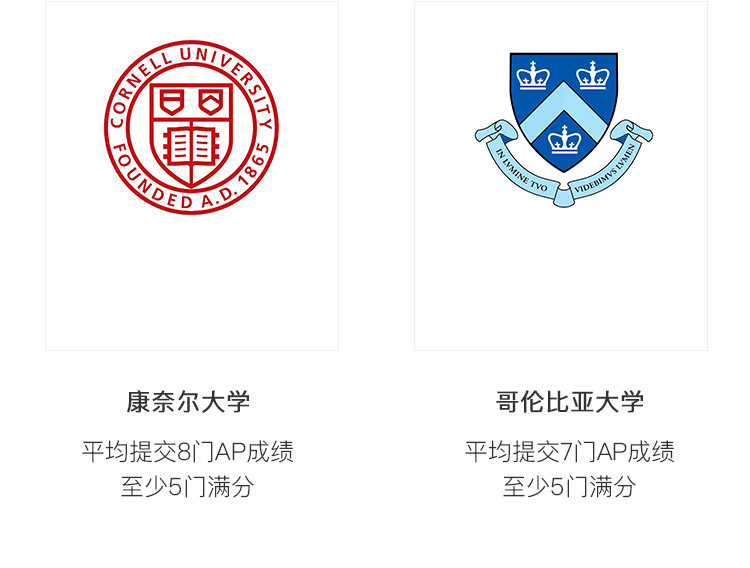 CORNELL UNIVERSITY
FOUNDED A.D. 1865
IN LVMINE TVO
VIDEBIMVS LVMEN
康奈尔大学
平均提交8门AP成绩
至少5门满分
哥伦比亚大学
平均提交7门AP成绩
至少5门满分